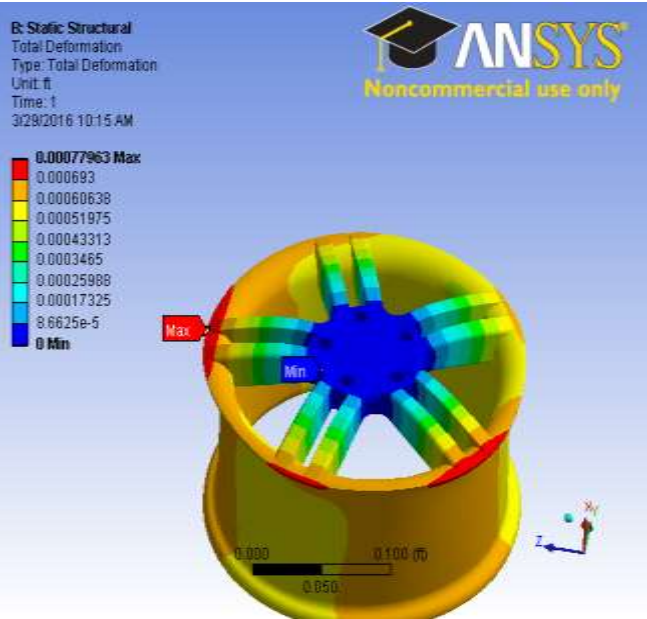 B: Static Structural
Total Deformation
Type: Total Deformation
Unit: ft
Time: 1
3/29/2016 10:15 AM
ANSYS
Noncommercial use only
0.00077963 Max
0.000693
0.00060638
0.00051975
0.00043313
0.0003465
0.00025988
0.00017325
8.6625e-5
0 Min
Max
Min
Z
0.000 0.100 (ft)
0.050